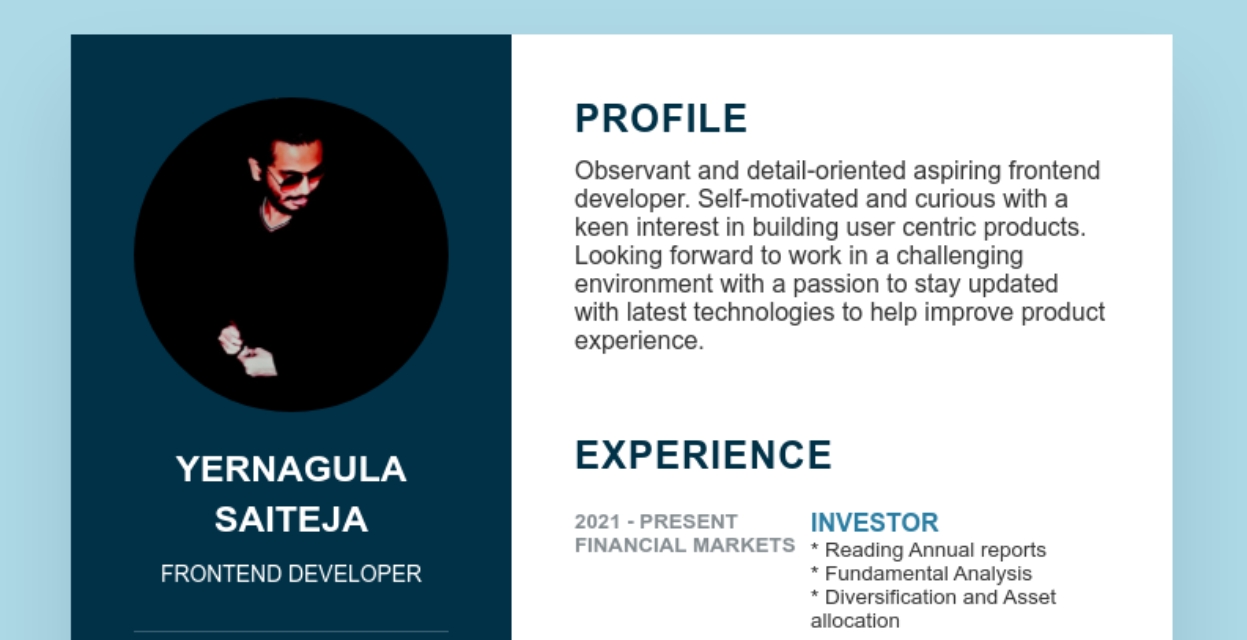 YERNAGULA
SAITEJA
FRONTEND DEVELOPER
PROFILE
Observant and detail-oriented aspiring frontend
developer. Self-motivated and curious with a
keen interest in building user centric products.
Looking forward to work in a challenging
environment with a passion to stay updated
with latest technologies to help improve product
experience.
EXPERIENCE
2021 - PRESENT
FINANCIAL MARKETS
INVESTOR
* Reading Annual reports
* Fundamental Analysis
* Diversification and Asset
allocation